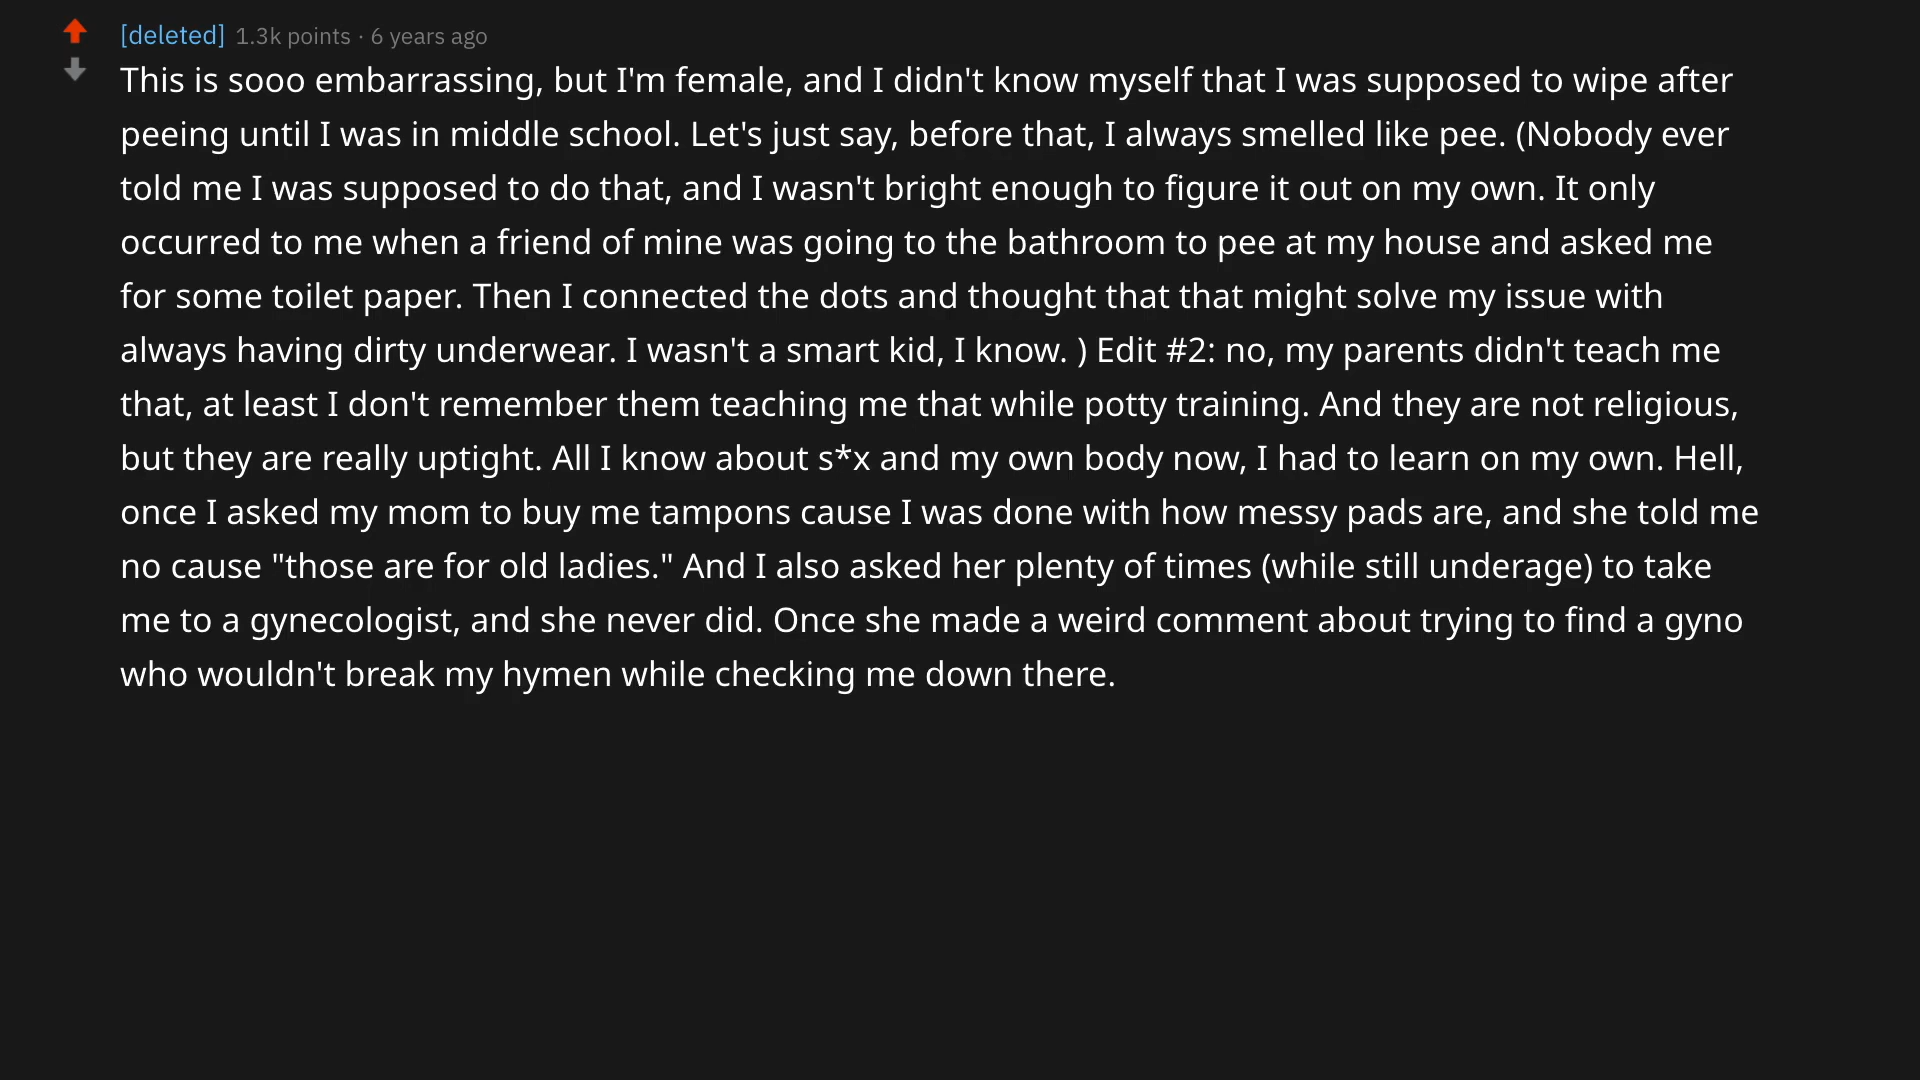 [deleted] 1.3k points · 6 years ago
This is sooo embarrassing, but I'm female, and I didn't know myself that I was supposed to wipe after
peeing until I was in middle school. Let's just say, before that, I always smelled like pee. (Nobody ever
told me I was supposed to do that, and I wasn't bright enough to figure it out on my own. It only
occurred to me when a friend of mine was going to the bathroom to pee at my house and asked me
for some toilet paper. Then I connected the dots and thought that that might solve my issue with
always having dirty underwear. I wasn't a smart kid, I know. ) Edit #2: no, my parents didn't teach me
that, at least I don't remember them teaching me that while potty training. And they are not religious,
but they are really uptight. All I know about s*x and my own body now, I had to learn on my own. Hell,
once I asked my mom to buy me tampons cause I was done with how messy pads are, and she told me
no cause "those are for old ladies." And I also asked her plenty of times (while still underage) to take
me to a gynecologist, and she never did. Once she made a weird comment about trying to find a gyno
who wouldn't break my hymen while checking me down there.